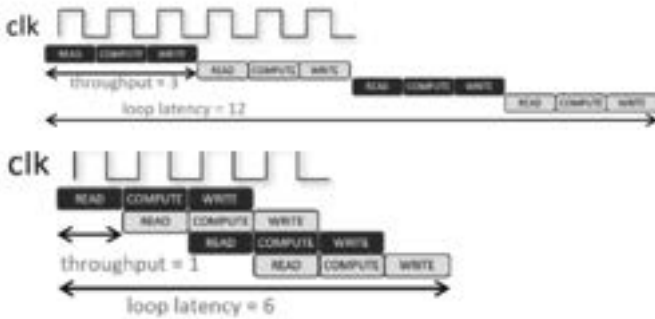 clk
READ COMPUTE WRITE
READ COMPUTE WRITE
throughput = 3
READ COMPUTE WRITE
READ COMPUTE WRITE
loop latency = 12
clk
READ COMPUTE WRITE
READ COMPUTE WRITE
READ COMPUTE WRITE
throughput = 1
READ COMPUTE WRITE
loop latency = 6